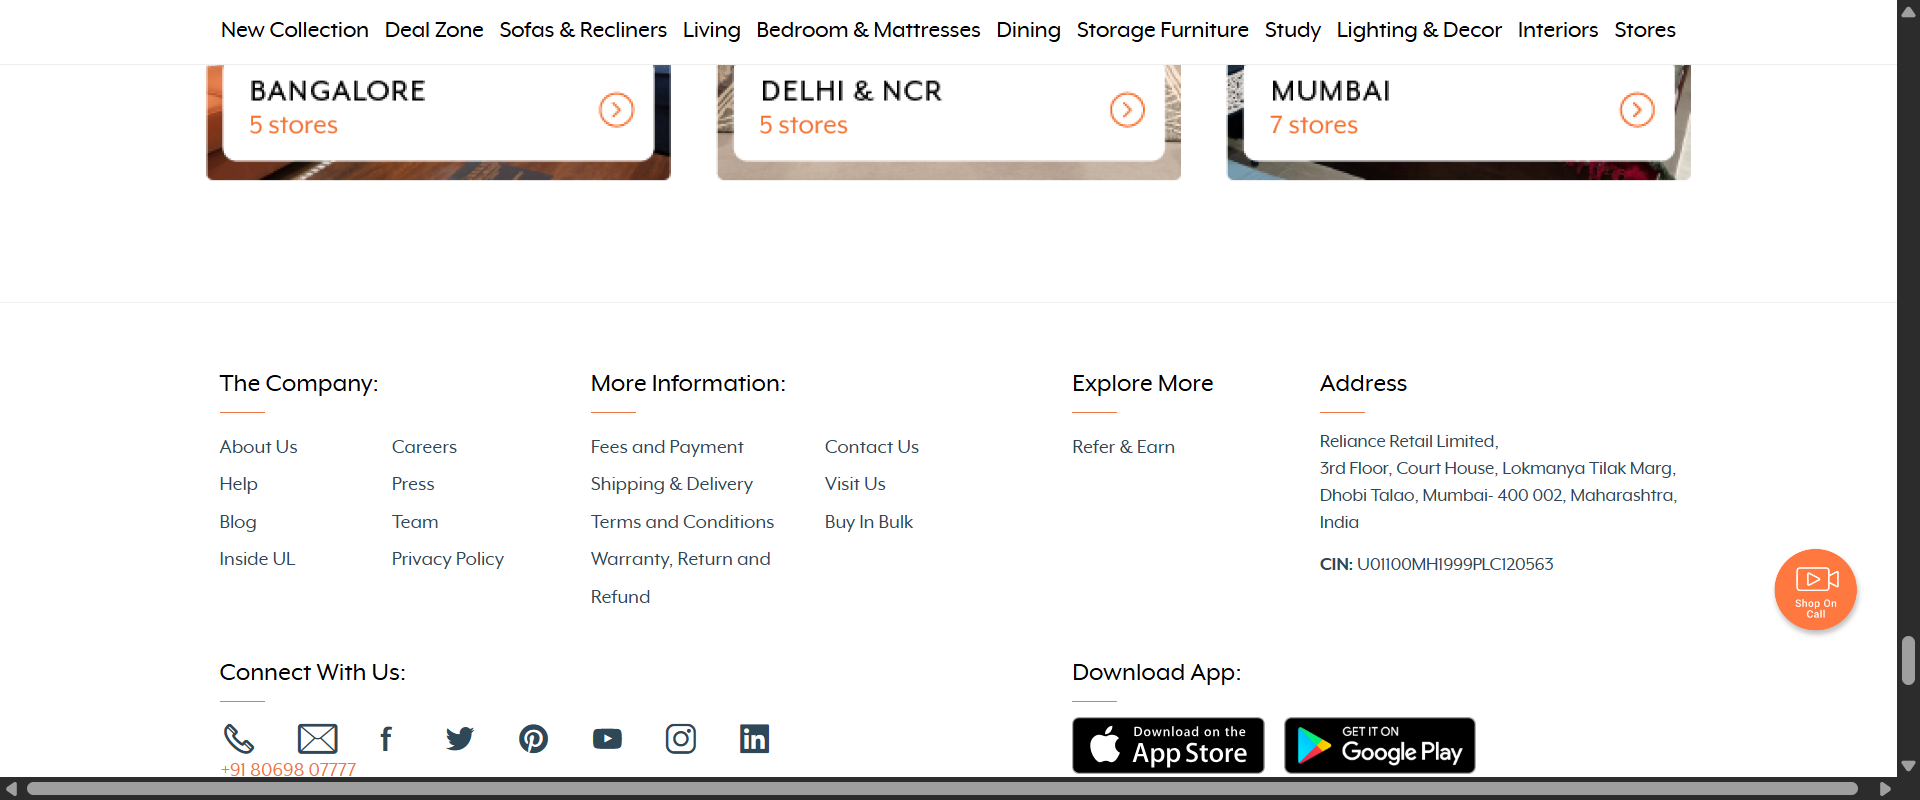 New Collection Deal Zone Sofas & Recliners Living Bedroom & Mattresses Dining Storage Furniture Study Lighting & Decor Interiors Stores
BANGALORE
5 stores
DELHI & NCR
5 stores
MUMBAI
7 stores
The Company:
About Us
Help
Blog
Inside UL
Careers
Press
Team
Privacy Policy
More Information:
Fees and Payment
Shipping & Delivery
Terms and Conditions
Warranty, Return and
Refund
Contact Us
Visit Us
Buy In Bulk
Explore More
Refer & Earn
Address
Reliance Retail Limited,
3rd Floor, Court House, Lokmanya Tilak Marg,
Dhobi Talao, Mumbai- 400 002, Maharashtra,
India
CIN: U01100MH1999PLC120563
Shop On
Call
Connect With Us:
+91 80698 07777
Download App:
Download on the
App Store
GET IT ON
Google Play